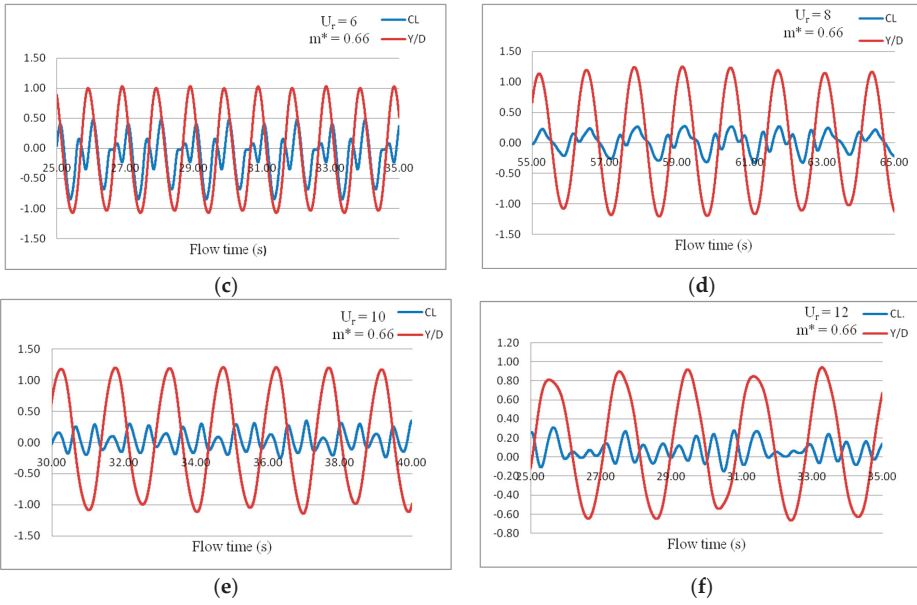 U_r = 6
m* = 0.66
CL
Y/D
1.50
1.00
0.50
0.00
-0.50
-1.00
-1.50
25.00 27.00 29.00 31.00 33.00 35.00
Flow time (s)
(c)
U_r = 8
m* = 0.66
CL
Y/D
1.50
1.00
0.50
0.00
-0.50
-1.00
-1.50
55.00 57.00 59.00 61.00 63.00 65.00
Flow time (s)
(d)
U_r = 10
m* = 0.66
CL
Y/D
1.50
1.00
0.50
0.00
-0.50
-1.00
-1.50
30.00 32.00 34.00 36.00 38.00 40.00
Flow time (s)
(e)
U_r = 12
m* = 0.66
CL.
Y/D
1.20
1.00
0.80
0.60
0.40
0.20
0.00
-0.20
-0.40
-0.60
-0.80
25.00 27.00 29.00 31.00 33.00 35.00
Flow time (s)
(f)